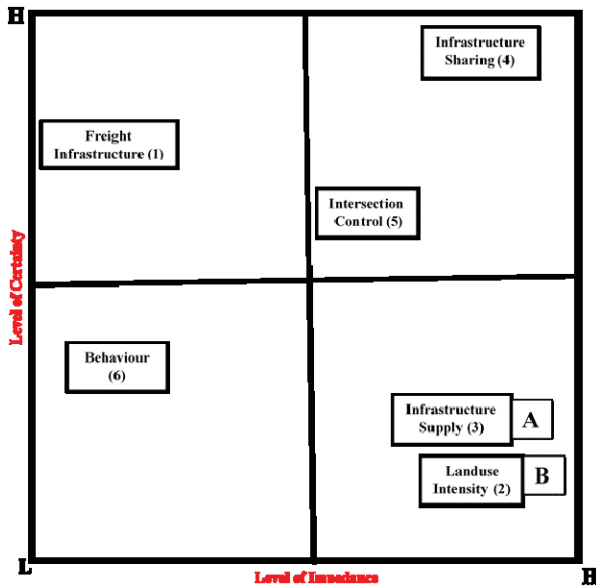 H
Infrastructure
Sharing (4)
Freight
Infrastructure (1)
Intersection
Control (5)
Level of Certainty
Behaviour
(6)
Infrastructure
Supply (3)
A
Landuse
Intensity (2)
B
L
Level of Impedance
H